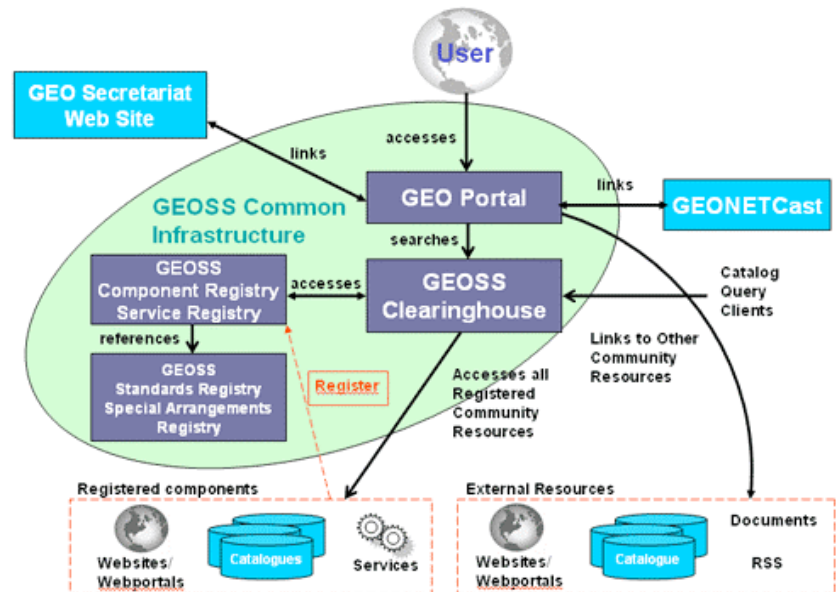 User
GEO Secretariat
Web Site
accesses
links
GEO Portal
links
GEONETCast
GEOSS Common
Infrastructure
searches
GEOSS
Component Registry
Service Registry
accesses
GEOSS
Clearinghouse
Catalog
Query
Clients
references
GEOSS
Standards Registry
Special Arrangements
Registry
Register
Links to Other
Community
Resources
Accesses all
Registered
Community
Resources
Registered components
Websites/
Webportals
Catalogues
Services
External Resources
Websites/
Webportals
Catalogue
Documents
RSS